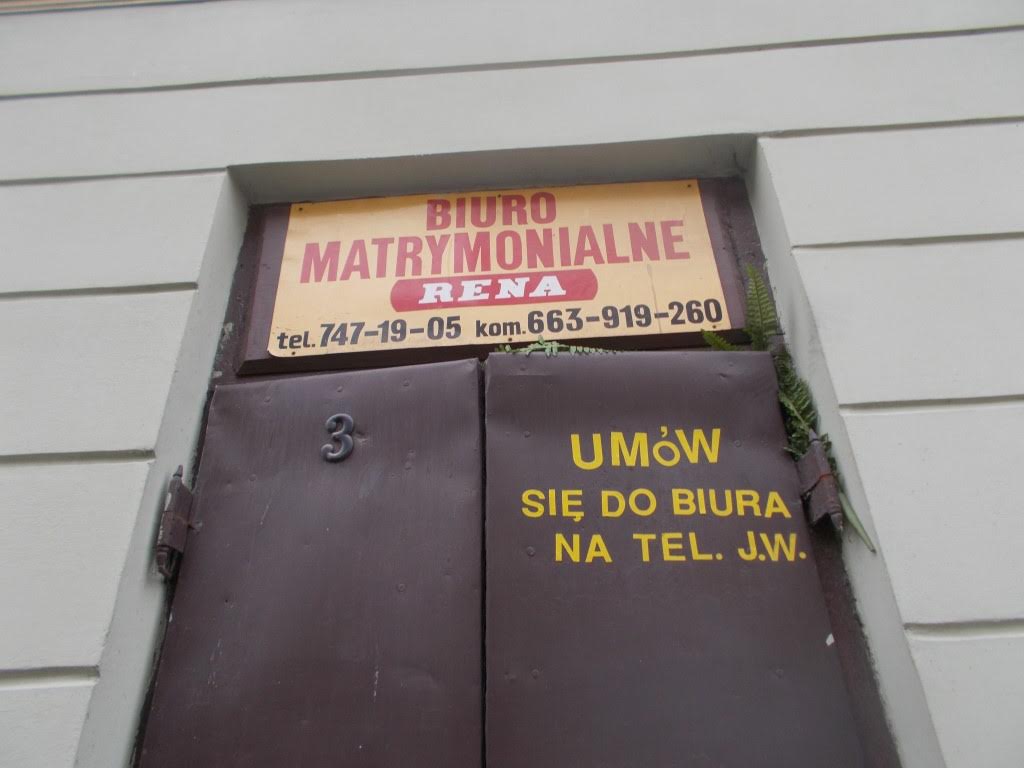 BIURO
MATRYMONIALNE
RENA
tel. 747-19-05 kom. 663-919-260
3
UMÓW
SIĘ DO BIURA
NA TEL. J.W.